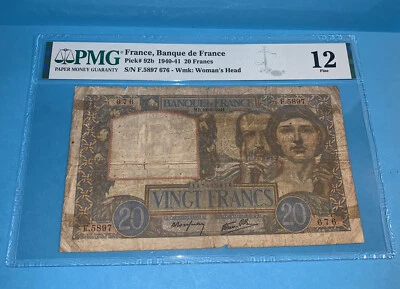 PMG
PAPER MONEY GUARANTY
France, Banque de France
Pick# 92b 1940-41 20 Francs
S/N F.5897 676 - Wmk: Woman's Head
12
Fine
676
BANQUE DE FRANCE
F.5897
VINGT FRANCS
20
20
F.5897
676